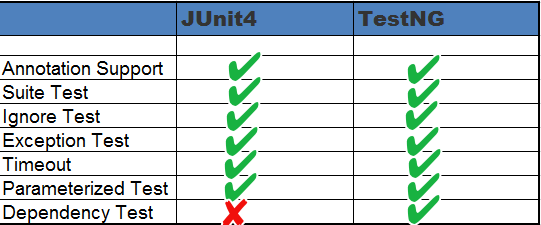 JUnit4 TestNG
Annotation Support
Suite Test
Ignore Test
Exception Test
Timeout
Parameterized Test
Dependency Test